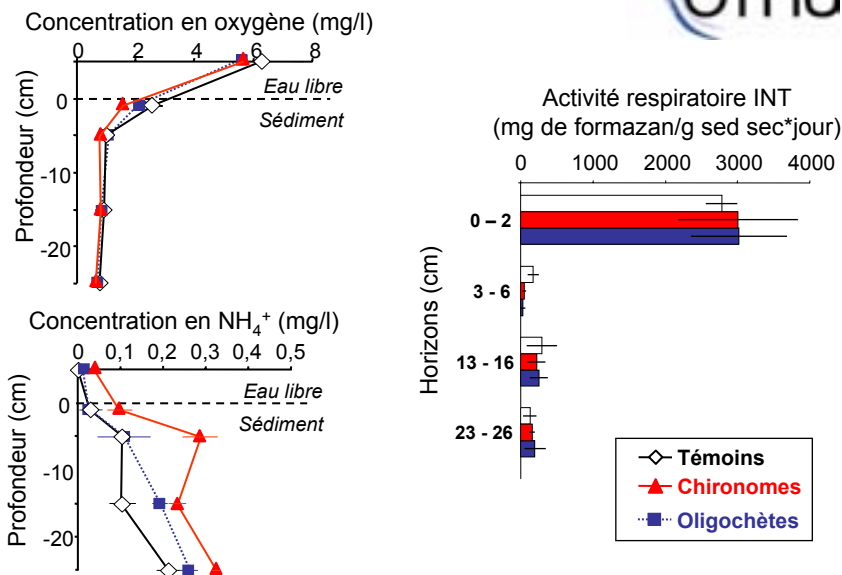 Concentration en oxygène (mg/l)
0 2 4 6 8
Eau libre
Sédiment
0
-10
-20
Profondeur (cm)
Concentration en NH₄⁺ (mg/l)
0 0,1 0,2 0,3 0,5
Eau libre
Sédiment
0
-10
-20
Profondeur (cm)
Activité respiratoire INT
(mg de formazan/g sed sec*jour)
0 1000 2000 3000 4000
0 – 2
3 - 6
13 - 16
23 - 26
Horizons (cm)
Témoins
Chironomes
Oligochètes